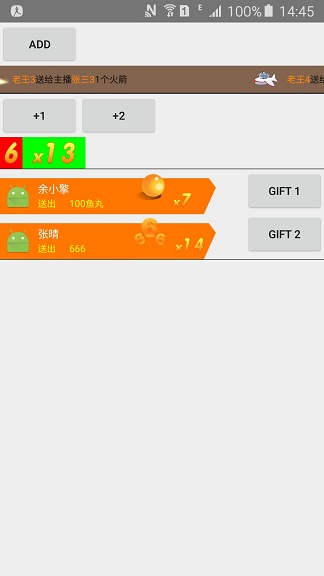 1 E 100% 14:45
ADD
老王3送给主播张三31个火箭 老王4送给
+1 +2
6 x13
余小擎
送出 100鱼丸 x7
GIFT 1
张晴
送出 666 666 x14
GIFT 2